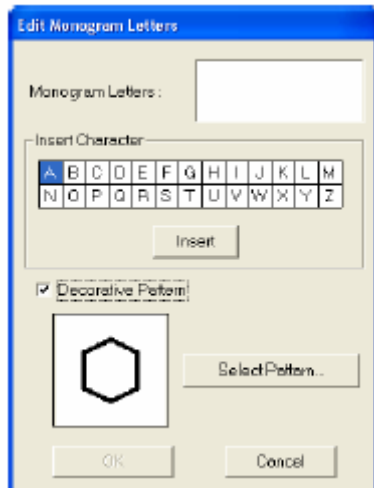 Edit Monogram Letters
Monogram Letters :
Insert Character
A B C D E F G H I J K L M
N O P Q R S T U V W X Y Z
Insert
Decorative Pattern
Select Pattern...
OK
Cancel